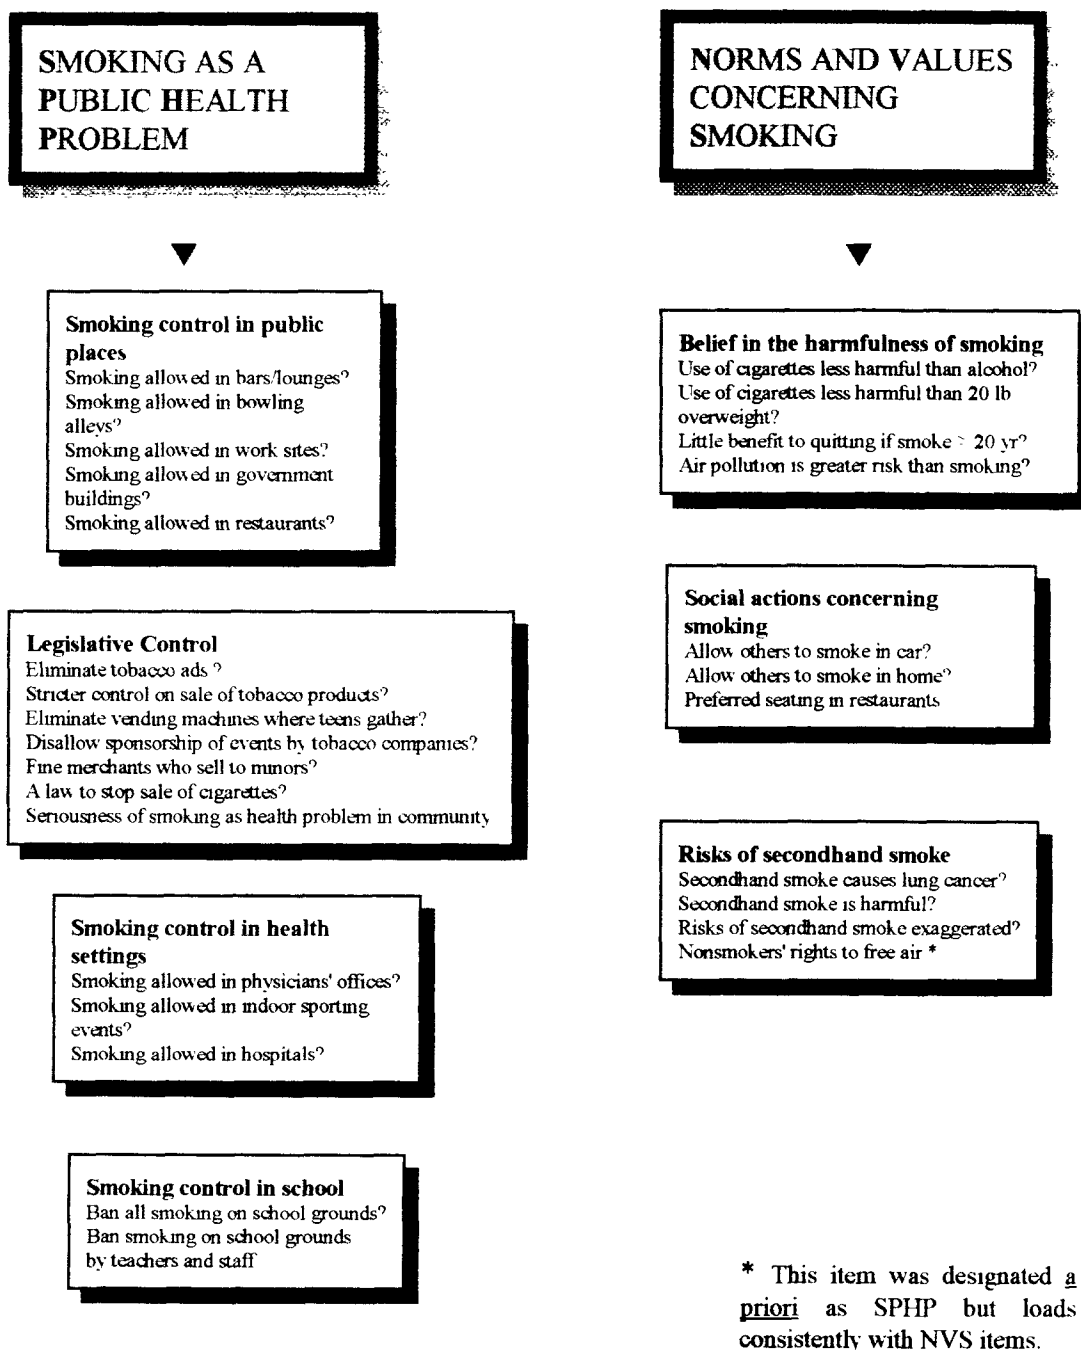 SMOKING AS A
PUBLIC HEALTH
PROBLEM
Smoking control in public
places
Smoking allowed in bars/lounges?
Smoking allowed in bowling
alleys?
Smoking allowed in work sites?
Smoking allowed in government
buildings?
Smoking allowed in restaurants?
Legislative Control
Eliminate tobacco ads ?
Stricter control on sale of tobacco products?
Eliminate vending machines where teens gather?
Disallow sponsorship of events by tobacco companies?
Fine merchants who sell to minors?
A law to stop sale of cigarettes?
Seriousness of smoking as health problem in community
Smoking control in health
settings
Smoking allowed in physicians' offices?
Smoking allowed in indoor sporting
events?
Smoking allowed in hospitals?
Smoking control in school
Ban all smoking on school grounds?
Ban smoking on school grounds
by teachers and staff
NORMS AND VALUES
CONCERNING
SMOKING
Belief in the harmfulness of smoking
Use of cigarettes less harmful than alcohol?
Use of cigarettes less harmful than 20 lb
overweight?
Little benefit to quitting if smoke > 20 yr?
Air pollution is greater risk than smoking?
Social actions concerning
smoking
Allow others to smoke in car?
Allow others to smoke in home?
Preferred seating in restaurants
Risks of secondhand smoke
Secondhand smoke causes lung cancer?
Secondhand smoke is harmful?
Risks of secondhand smoke exaggerated?
Nonsmokers' rights to free air *
* This item was designated a
priori as SPHP but loads
consistently with NVS items.